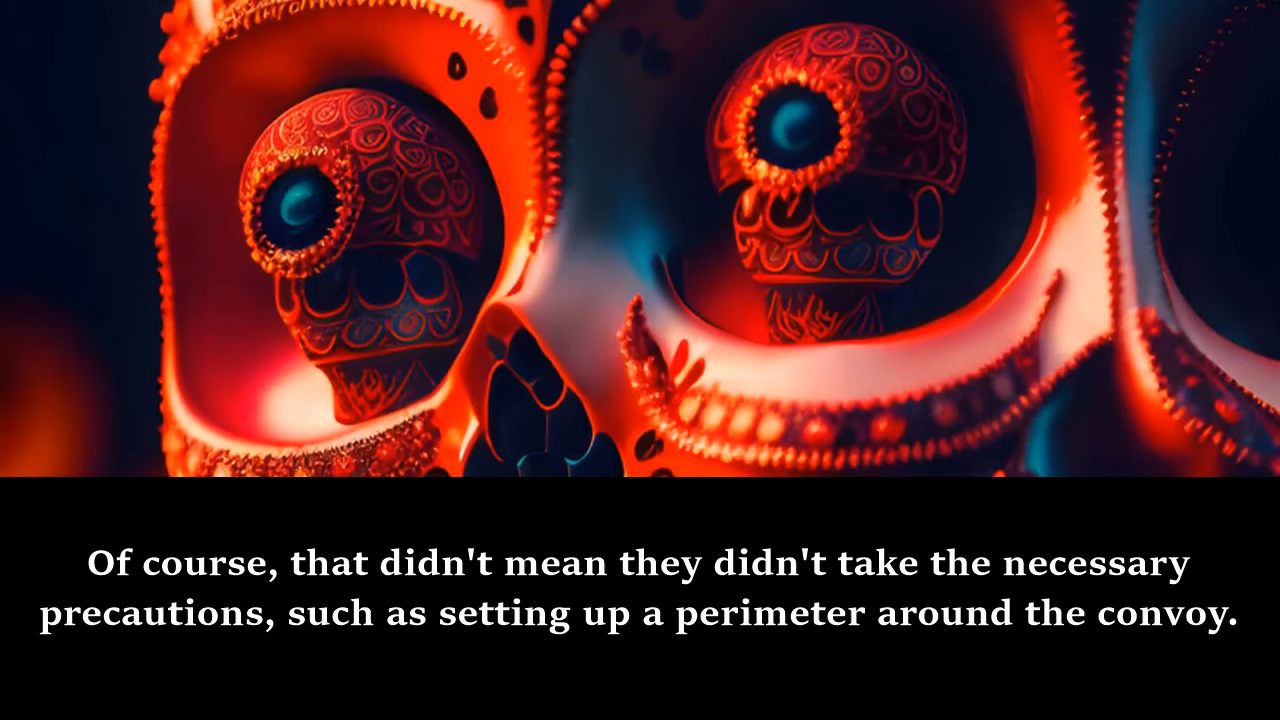 Of course, that didn't mean they didn't take the necessary
precautions, such as setting up a perimeter around the convoy.